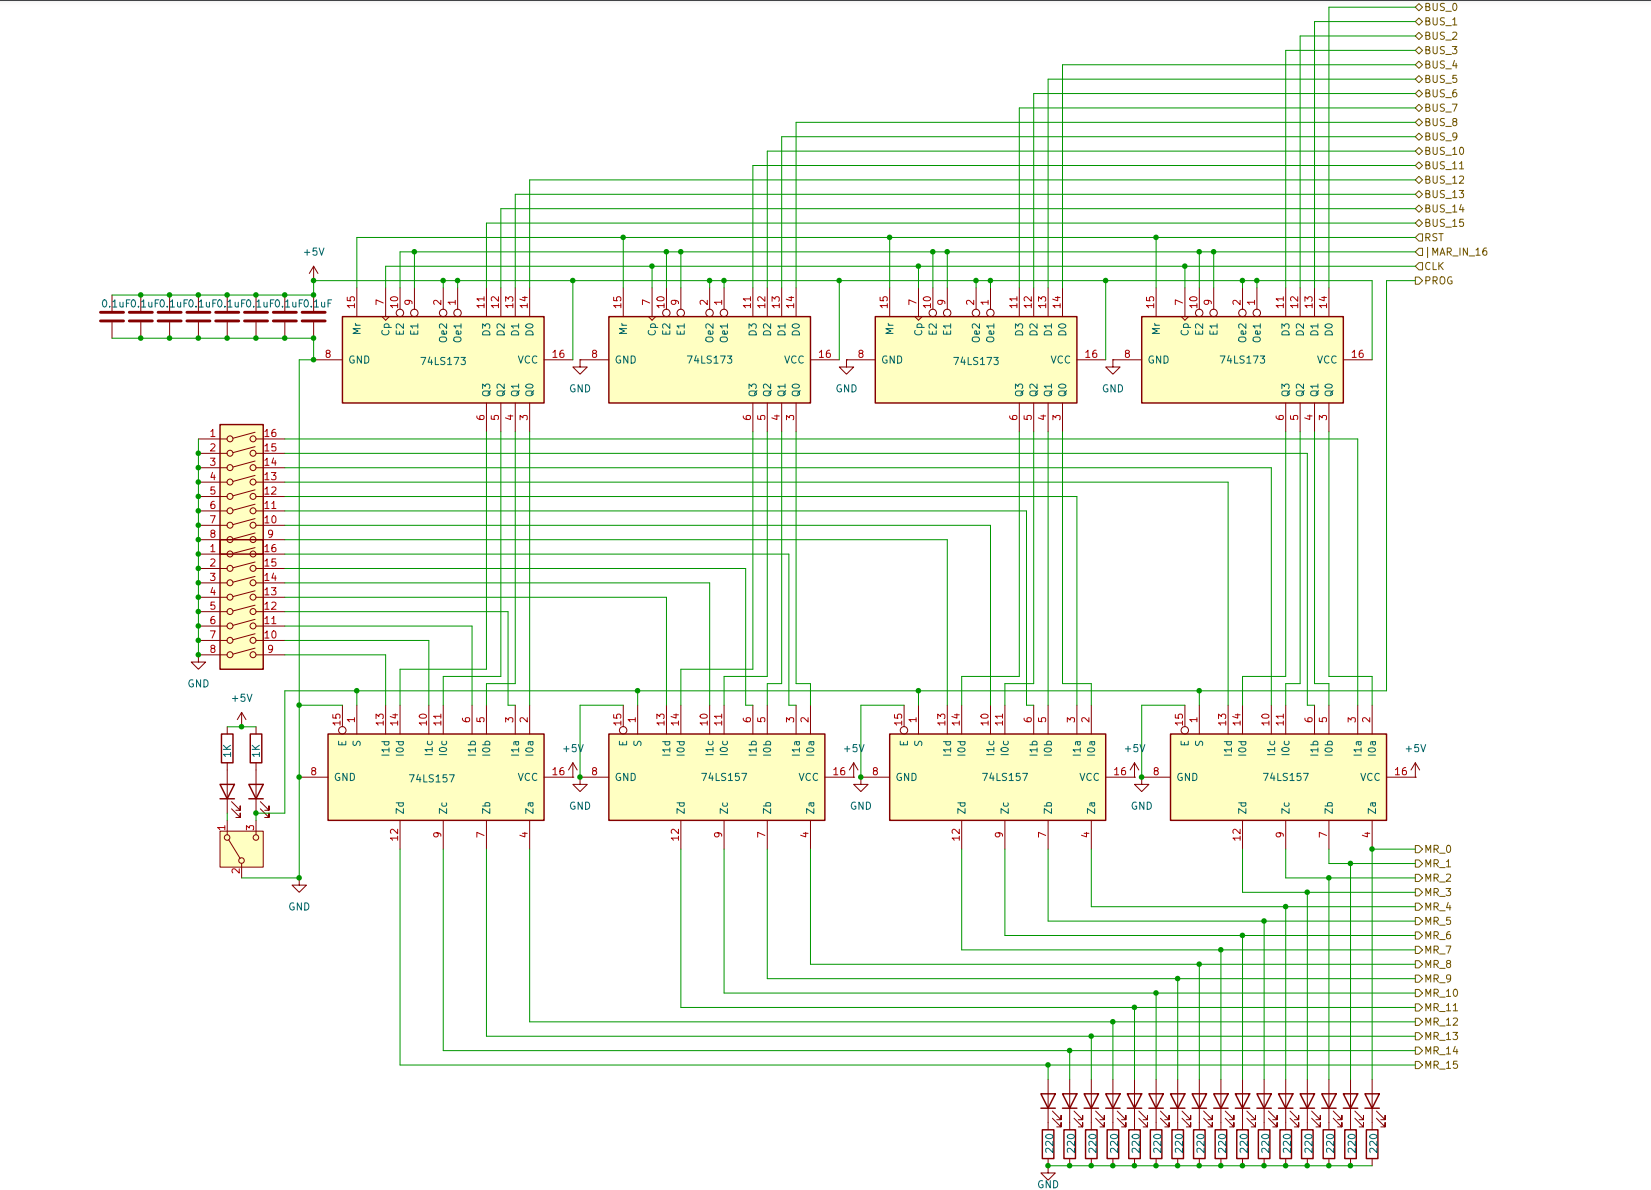 BUS_0
BUS_1
BUS_2
BUS_3
BUS_4
BUS_5
BUS_6
BUS_7
BUS_8
BUS_9
BUS_10
BUS_11
BUS_12
BUS_13
BUS_14
BUS_15
RST
|MAR_IN_16
CLK
PROG
+5V
0.1uF 0.1uF 0.1uF 0.1uF 0.1uF 0.1uF 0.1uF 0.1uF
15 7 10 9 2 1 11 12 13 14 15 7 10 9 2 1 11 12 13 14 15 7 10 9 2 1 11 12 13 14 15 7 10 9 2 1 11 12 13 14
Mr Cp E2 E1 Oe2 Oe1 D3 D2 D1 D0 Mr Cp E2 E1 Oe2 Oe1 D3 D2 D1 D0 Mr Cp E2 E1 Oe2 Oe1 D3 D2 D1 D0 Mr Cp E2 E1 Oe2 Oe1 D3 D2 D1 D0
8 GND 74LS173 VCC 16 8 GND 74LS173 VCC 16 8 GND 74LS173 VCC 16 8 GND 74LS173 VCC 16
GND GND GND
Q3 Q2 Q1 Q0 Q3 Q2 Q1 Q0 Q3 Q2 Q1 Q0 Q3 Q2 Q1 Q0
6 5 4 3 6 5 4 3 6 5 4 3 6 5 4 3
1 16
2 15
3 14
4 13
5 12
6 11
7 10
8 9
1 16
2 15
3 14
4 13
5 12
6 11
7 10
8 9
GND
+5V
1K 1K
1 3
2
GND
15 1 13 14 10 11 6 5 3 2 15 1 13 14 10 11 6 5 3 2 15 1 13 14 10 11 6 5 3 2 15 1 13 14 10 11 6 5 3 2
E S I1d I0d I1c I0c I1b I0b I1a I0a E S I1d I0d I1c I0c I1b I0b I1a I0a E S I1d I0d I1c I0c I1b I0b I1a I0a E S I1d I0d I1c I0c I1b I0b I1a I0a
+5V +5V +5V +5V
8 GND 74LS157 VCC 16 8 GND 74LS157 VCC 16 8 GND 74LS157 VCC 16 8 GND 74LS157 VCC 16
GND GND GND
Zd Zc Zb Za Zd Zc Zb Za Zd Zc Zb Za Zd Zc Zb Za
12 9 7 4 12 9 7 4 12 9 7 4 12 9 7 4
MR_0
MR_1
MR_2
MR_3
MR_4
MR_5
MR_6
MR_7
MR_8
MR_9
MR_10
MR_11
MR_12
MR_13
MR_14
MR_15
220 220 220 220 220 220 220 220 220 220 220 220 220 220 220 220
GND